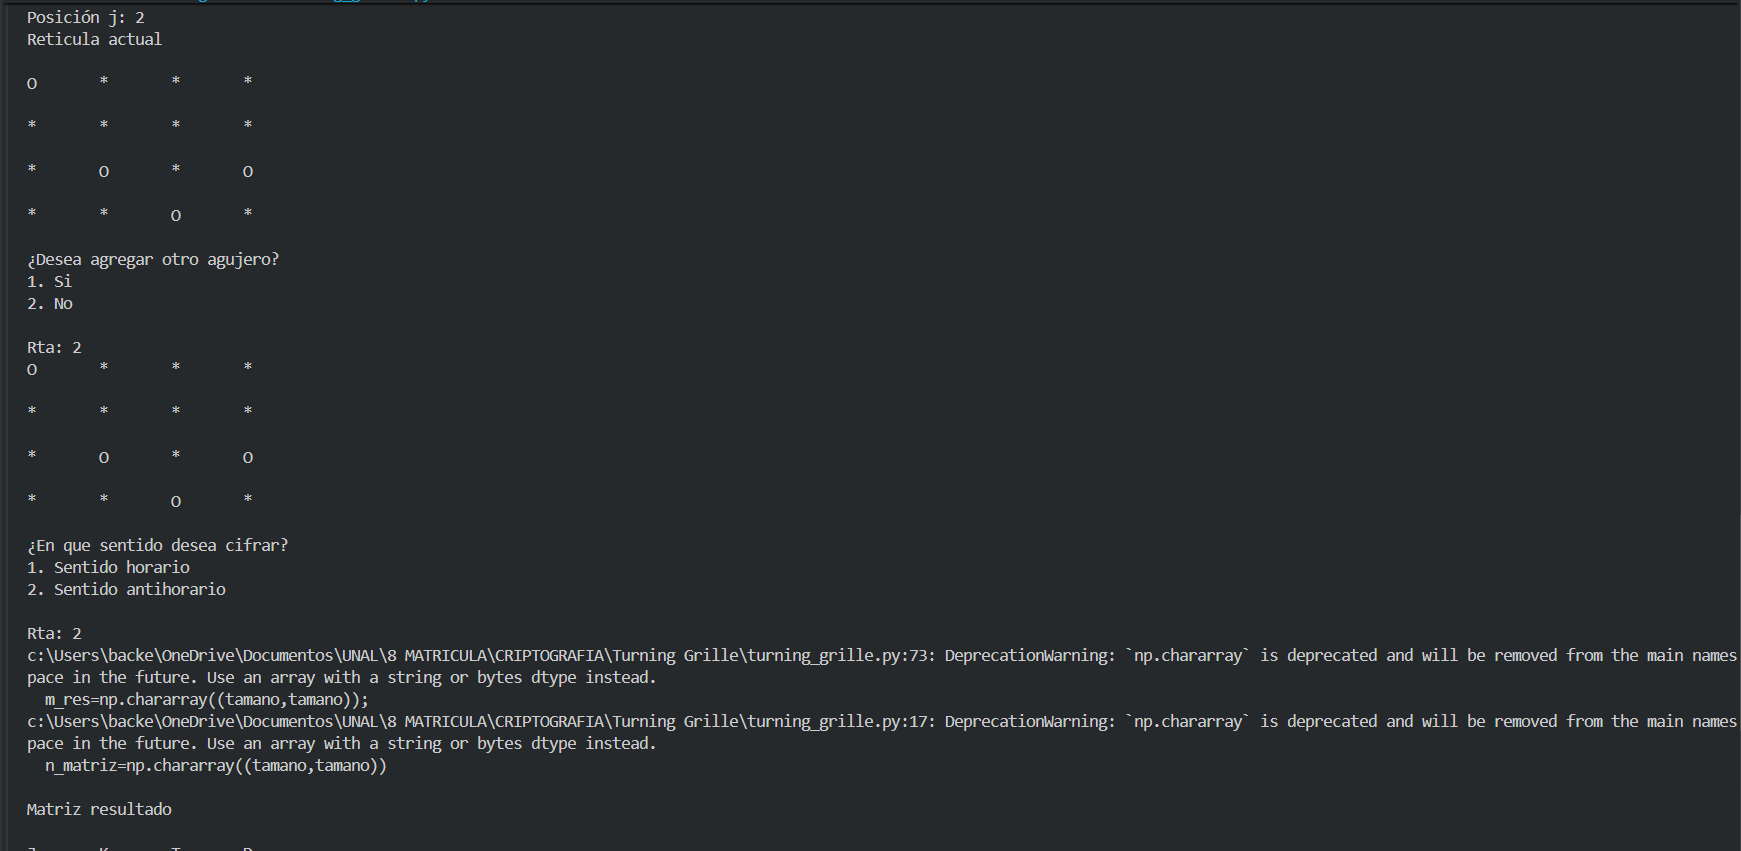 Posición j: 2
Reticula actual
O * * *
* * * *
* O * O
* * O *
¿Desea agregar otro agujero?
1. Si
2. No
Rta: 2
O * * *
* * * *
* O * O
* * O *
¿En que sentido desea cifrar?
1. Sentido horario
2. Sentido antihorario
Rta: 2
c:\Users\backe\OneDrive\Documentos\UNAL\8 MATRICULA\CRIPTOGRAFIA\Turning Grille\turning_grille.py:73: DeprecationWarning: `np.chararray` is deprecated and will be removed from the main names
pace in the future. Use an array with a string or bytes dtype instead.
m_res=np.chararray((tamano,tamano));
c:\Users\backe\OneDrive\Documentos\UNAL\8 MATRICULA\CRIPTOGRAFIA\Turning Grille\turning_grille.py:17: DeprecationWarning: `np.chararray` is deprecated and will be removed from the main names
pace in the future. Use an array with a string or bytes dtype instead.
n_matriz=np.chararray((tamano,tamano))
Matriz resultado